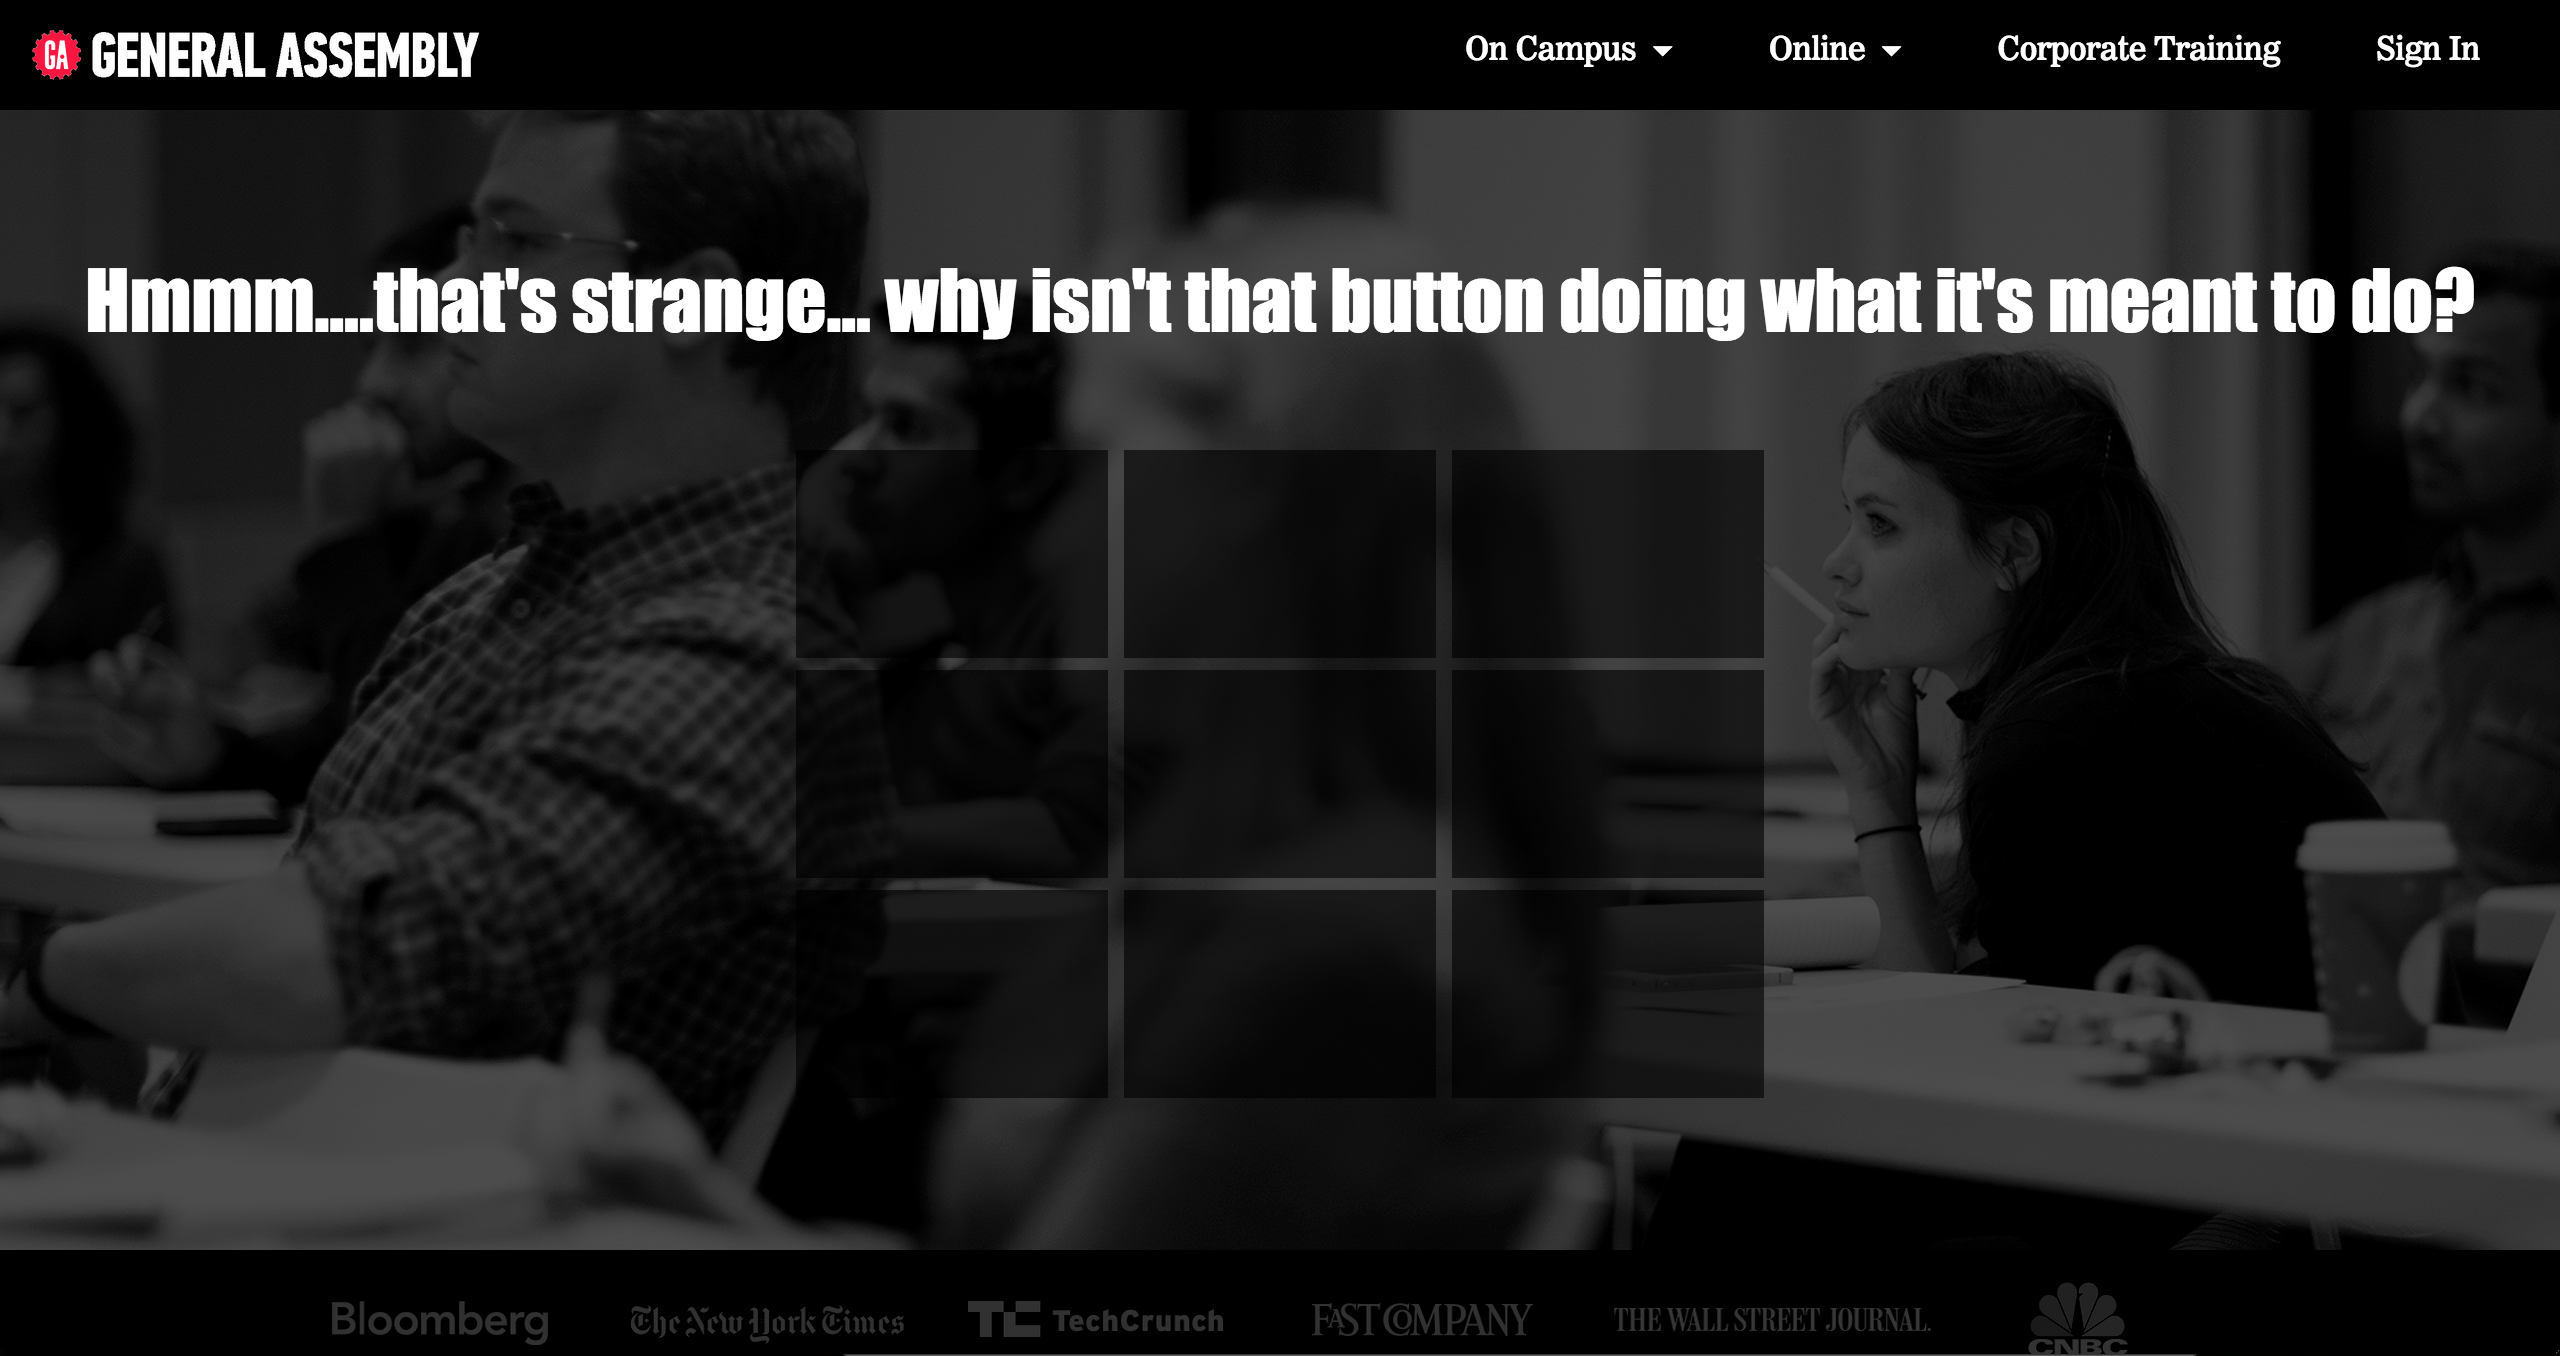 GA GENERAL ASSEMBLY
On Campus Online Corporate Training Sign In
Hmmm....that's strange... why isn't that button doing what it's meant to do?
Bloomberg The New York Times TC TechCrunch FAST COMPANY THE WALL STREET JOURNAL. CNBC